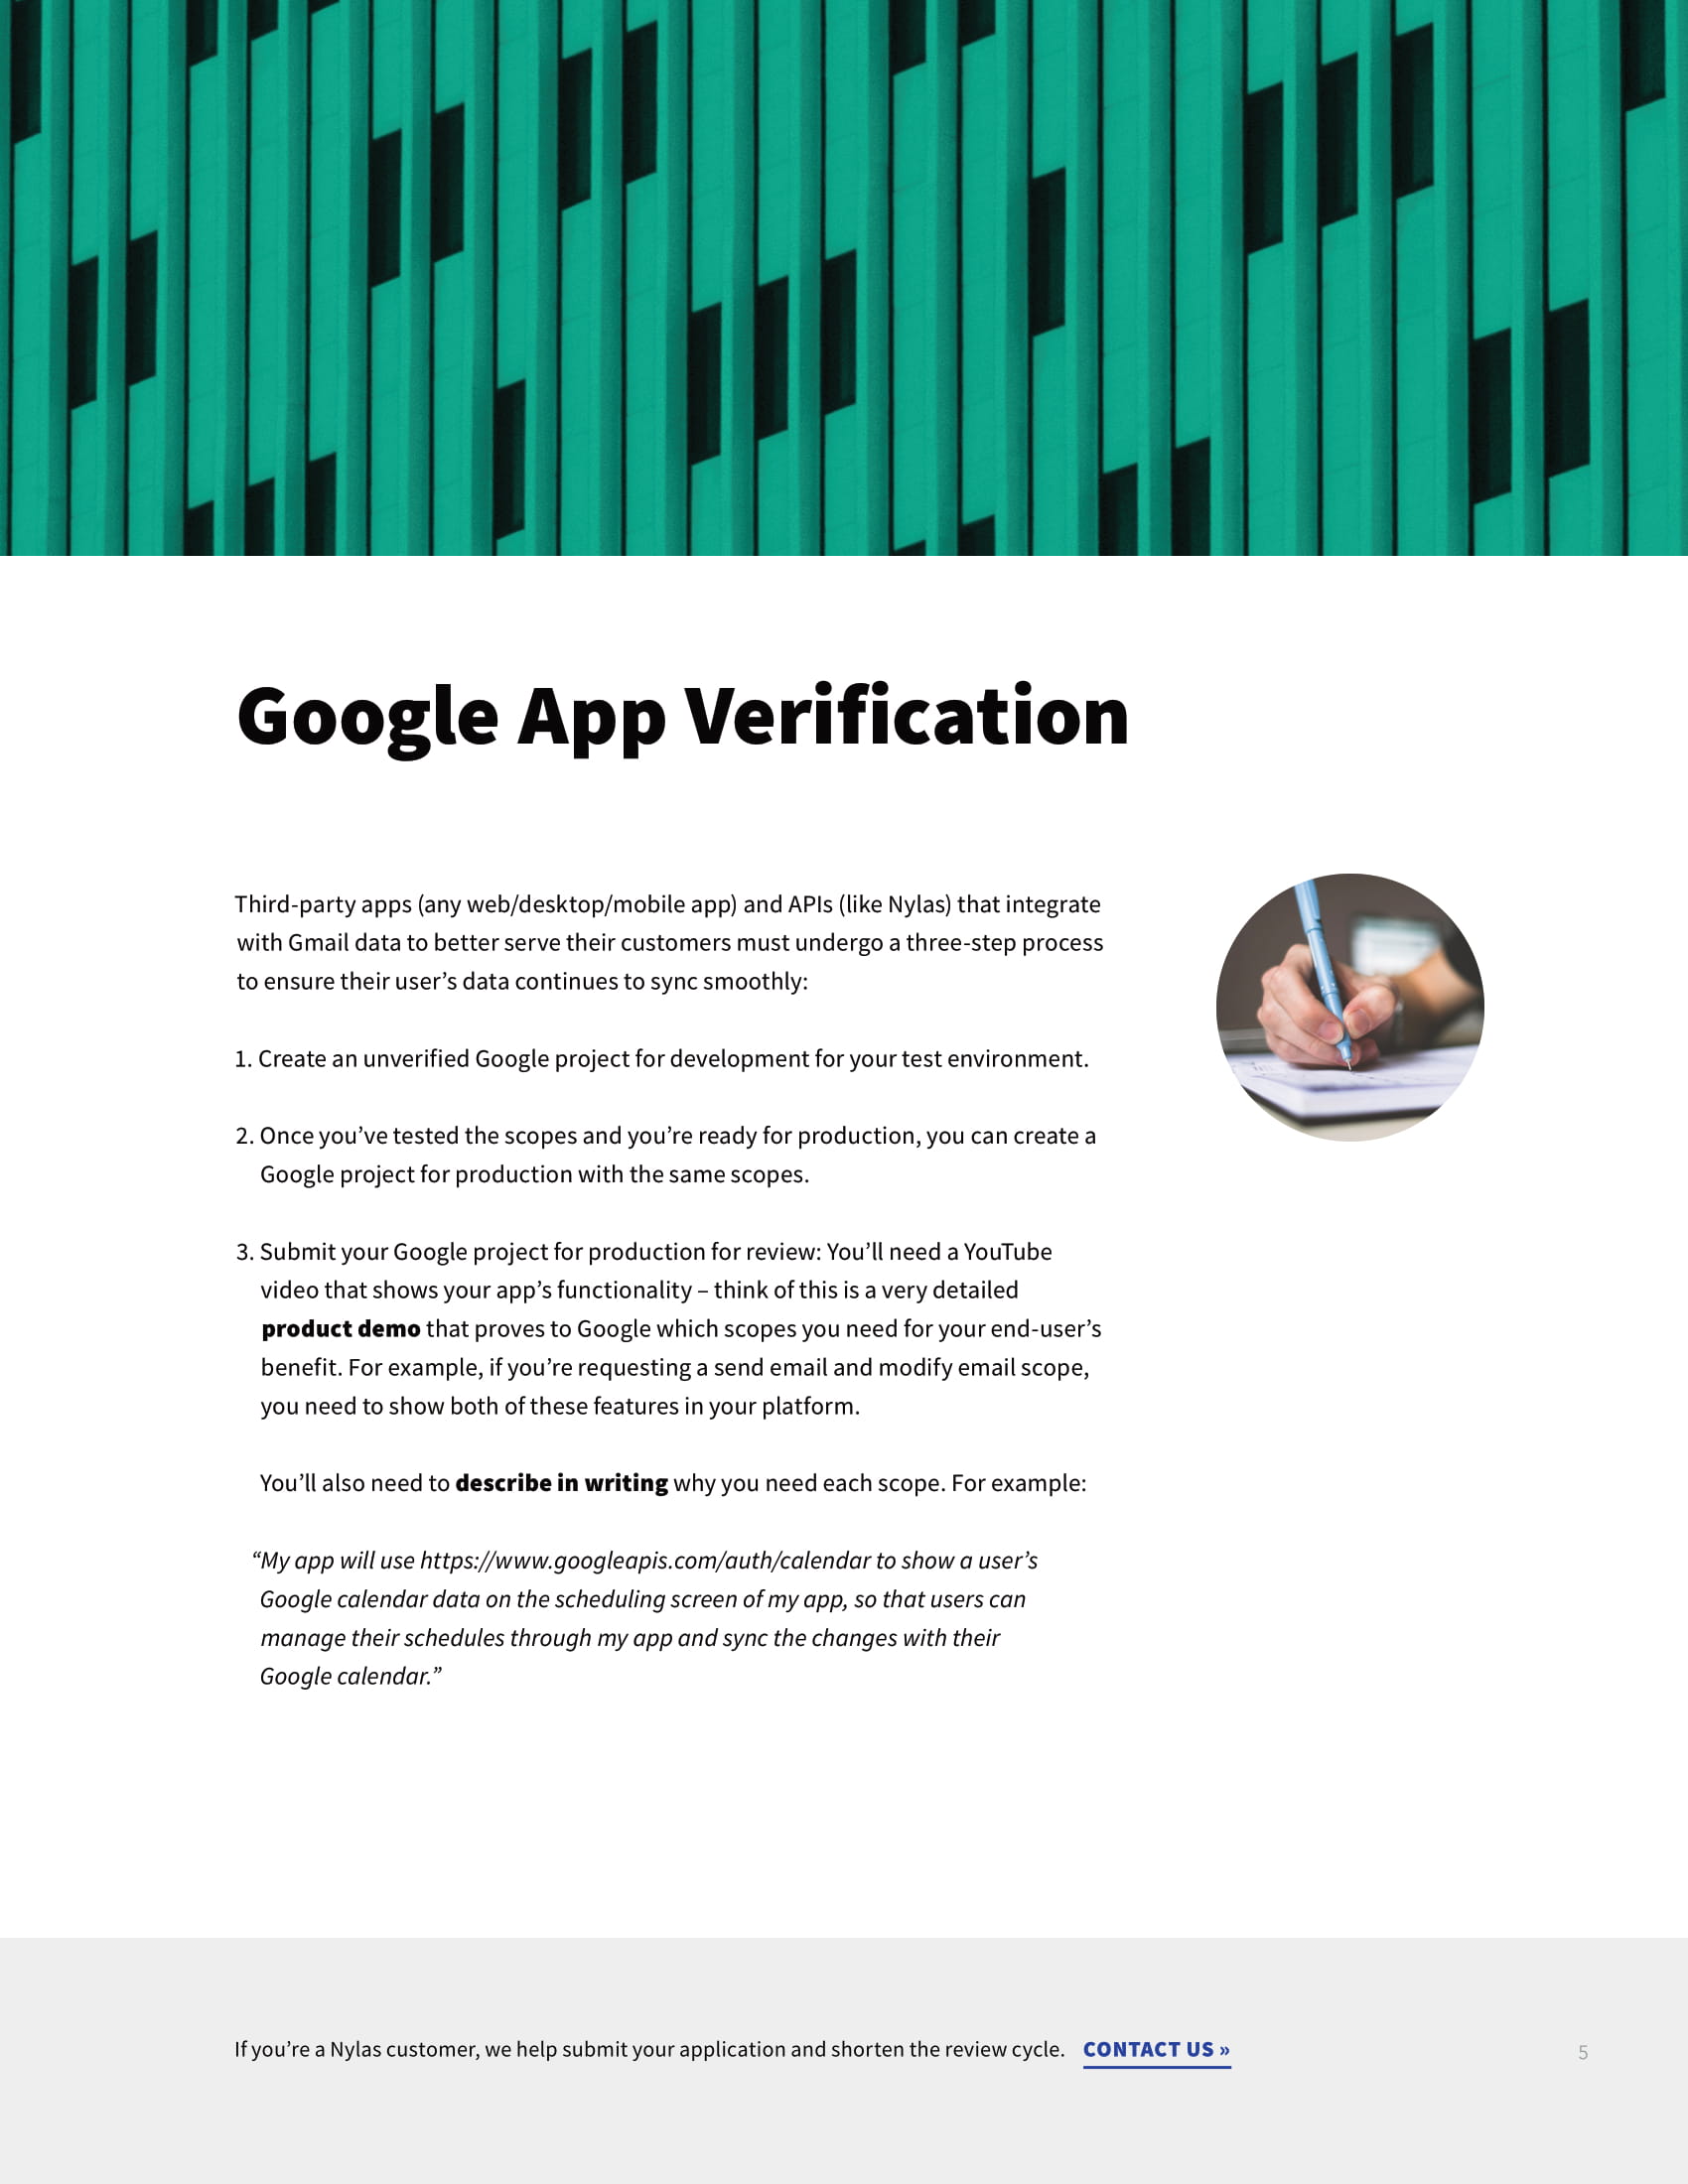 Google App Verification
Third-party apps (any web/desktop/mobile app) and APIs (like Nylas) that integrate
with Gmail data to better serve their customers must undergo a three-step process
to ensure their user’s data continues to sync smoothly:
1. Create an unverified Google project for development for your test environment.
2. Once you’ve tested the scopes and you’re ready for production, you can create a
Google project for production with the same scopes.
3. Submit your Google project for production for review: You’ll need a YouTube
video that shows your app’s functionality – think of this is a very detailed
product demo that proves to Google which scopes you need for your end-user’s
benefit. For example, if you’re requesting a send email and modify email scope,
you need to show both of these features in your platform.
You’ll also need to describe in writing why you need each scope. For example:
“My app will use https://www.googleapis.com/auth/calendar to show a user’s
Google calendar data on the scheduling screen of my app, so that users can
manage their schedules through my app and sync the changes with their
Google calendar.”
If you’re a Nylas customer, we help submit your application and shorten the review cycle. CONTACT US »
5